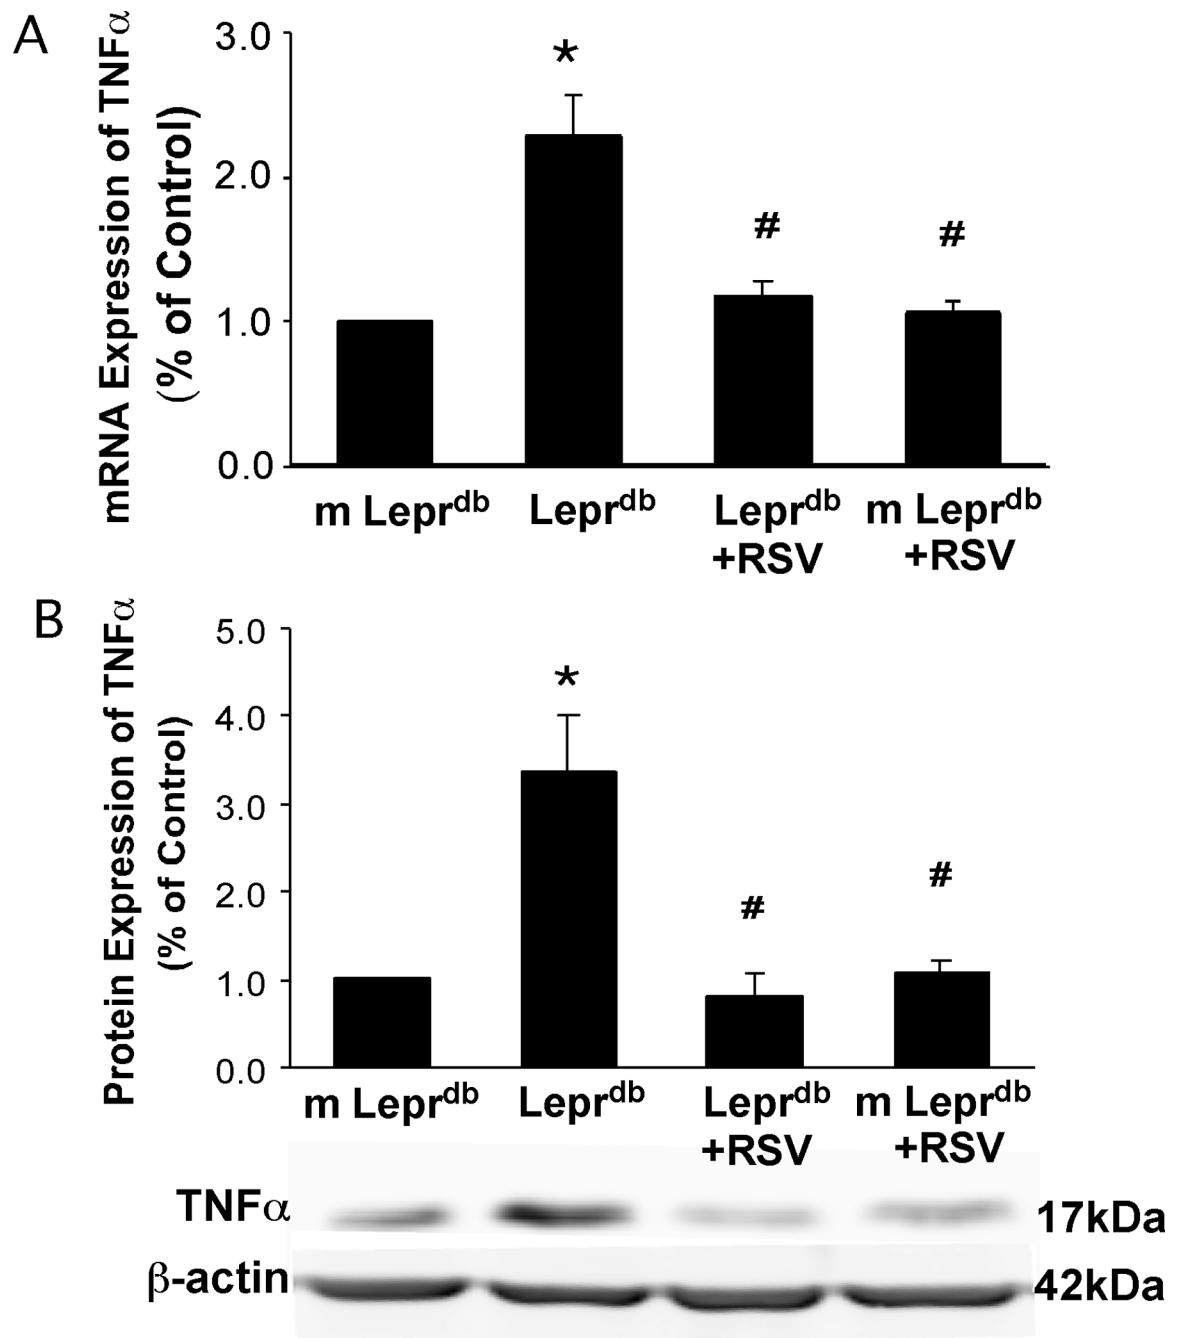 A
mRNA Expression of TNFα
(% of Control)
3.0
2.0
1.0
0.0
*
#
#
m Lepr^db
Lepr^db
Lepr^db
+RSV
m Lepr^db
+RSV
B
Protein Expression of TNFα
(% of Control)
5.0
4.0
3.0
2.0
1.0
0.0
*
#
#
m Lepr^db
Lepr^db
Lepr^db
+RSV
m Lepr^db
+RSV
TNFα
17kDa
β-actin
42kDa